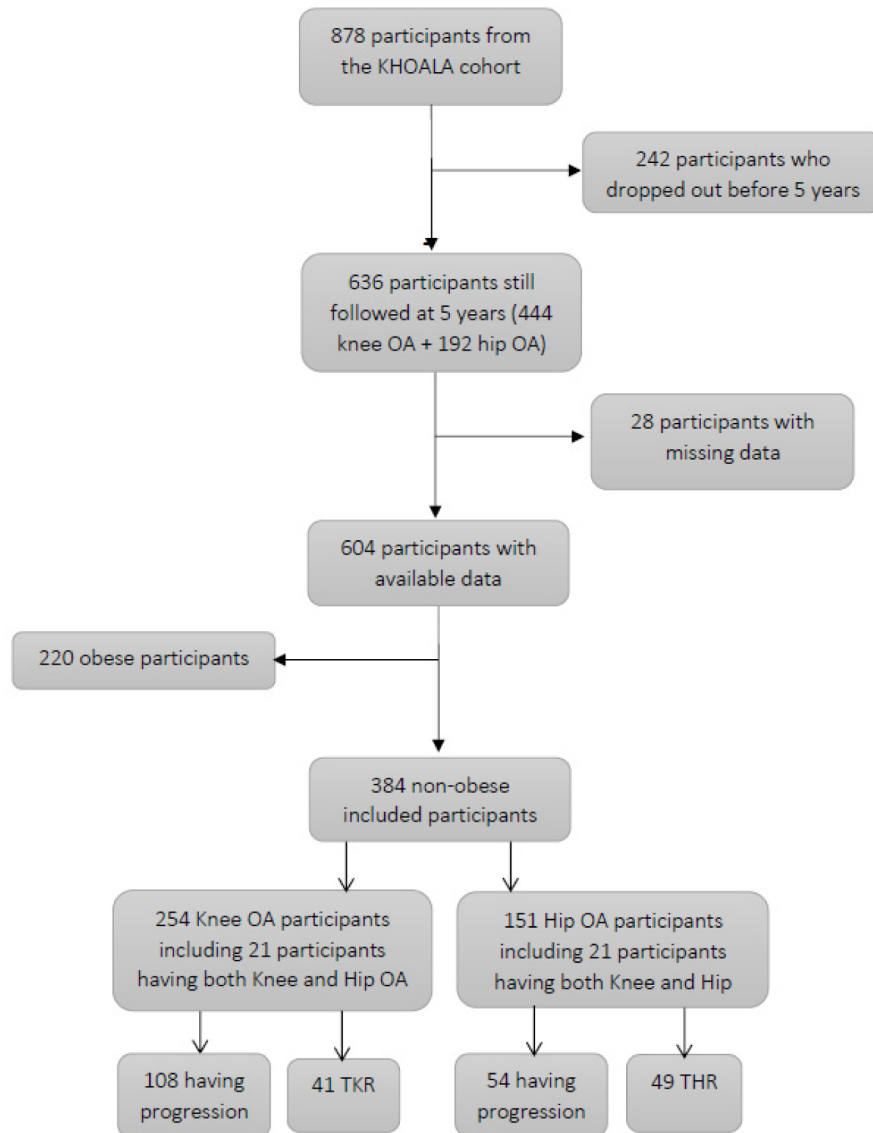 878 participants from
the KHOALA cohort
242 participants who
dropped out before 5 years
636 participants still
followed at 5 years (444
knee OA + 192 hip OA)
28 participants with
missing data
604 participants with
available data
220 obese participants
384 non-obese
included participants
254 Knee OA participants
including 21 participants
having both Knee and Hip OA
151 Hip OA participants
including 21 participants
having both Knee and Hip
108 having
progression
41 TKR
54 having
progression
49 THR